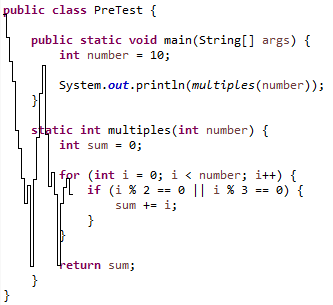 public class PreTest {
public static void main(String[] args) {
int number = 10;
System.out.println(multiples(number));
}
static int multiples(int number) {
int sum = 0;
for (int i = 0; i < number; i++) {
if (i % 2 == 0 || i % 3 == 0) {
sum += i;
}
}
return sum;
}
}